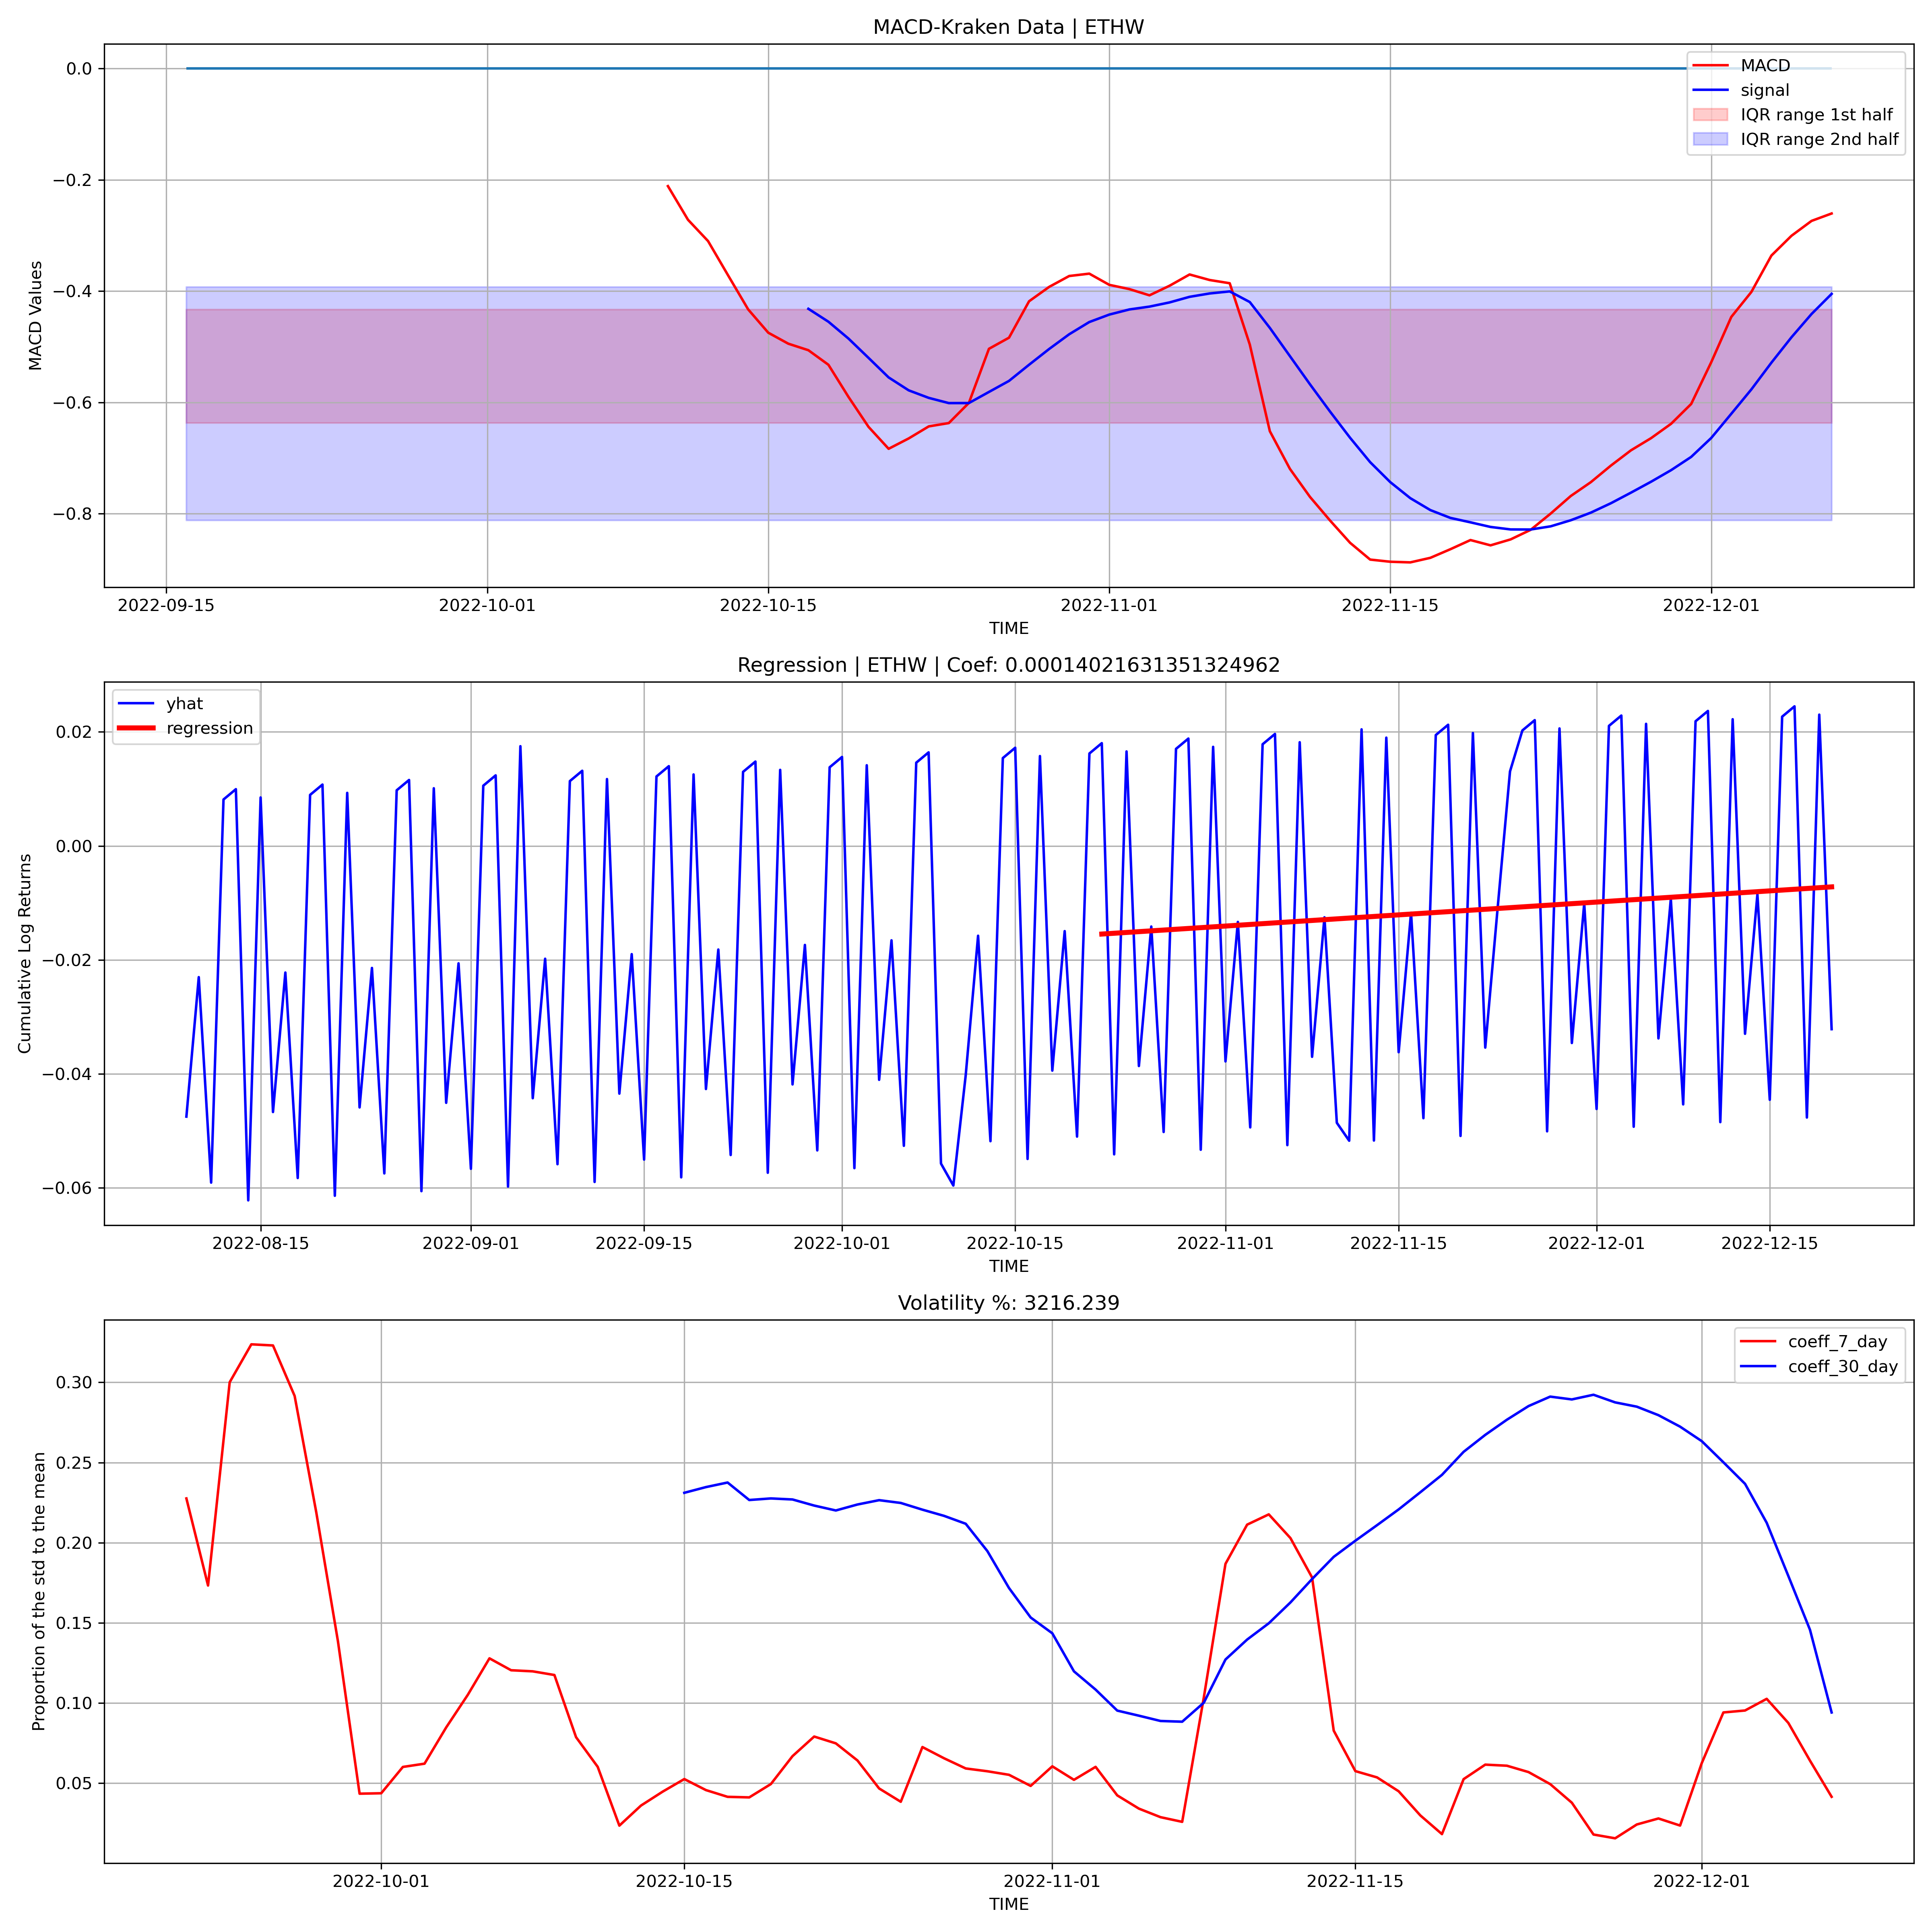 MACD-Kraken Data | ETHW
MACD Values
0.0
−0.2
−0.4
−0.6
−0.8
MACD
signal
IQR range 1st half
IQR range 2nd half
2022-09-15 2022-10-01 2022-10-15 2022-11-01 2022-11-15 2022-12-01
TIME
Regression | ETHW | Coef: 0.00014021631351324962
Cumulative Log Returns
yhat
regression
0.02
0.00
−0.02
−0.04
−0.06
2022-08-15 2022-09-01 2022-09-15 2022-10-01 2022-10-15 2022-11-01 2022-11-15 2022-12-01 2022-12-15
TIME
Volatility %: 3216.239
Proportion of the std to the mean
coeff_7_day
coeff_30_day
0.30
0.25
0.20
0.15
0.10
0.05
2022-10-01 2022-10-15 2022-11-01 2022-11-15 2022-12-01
TIME